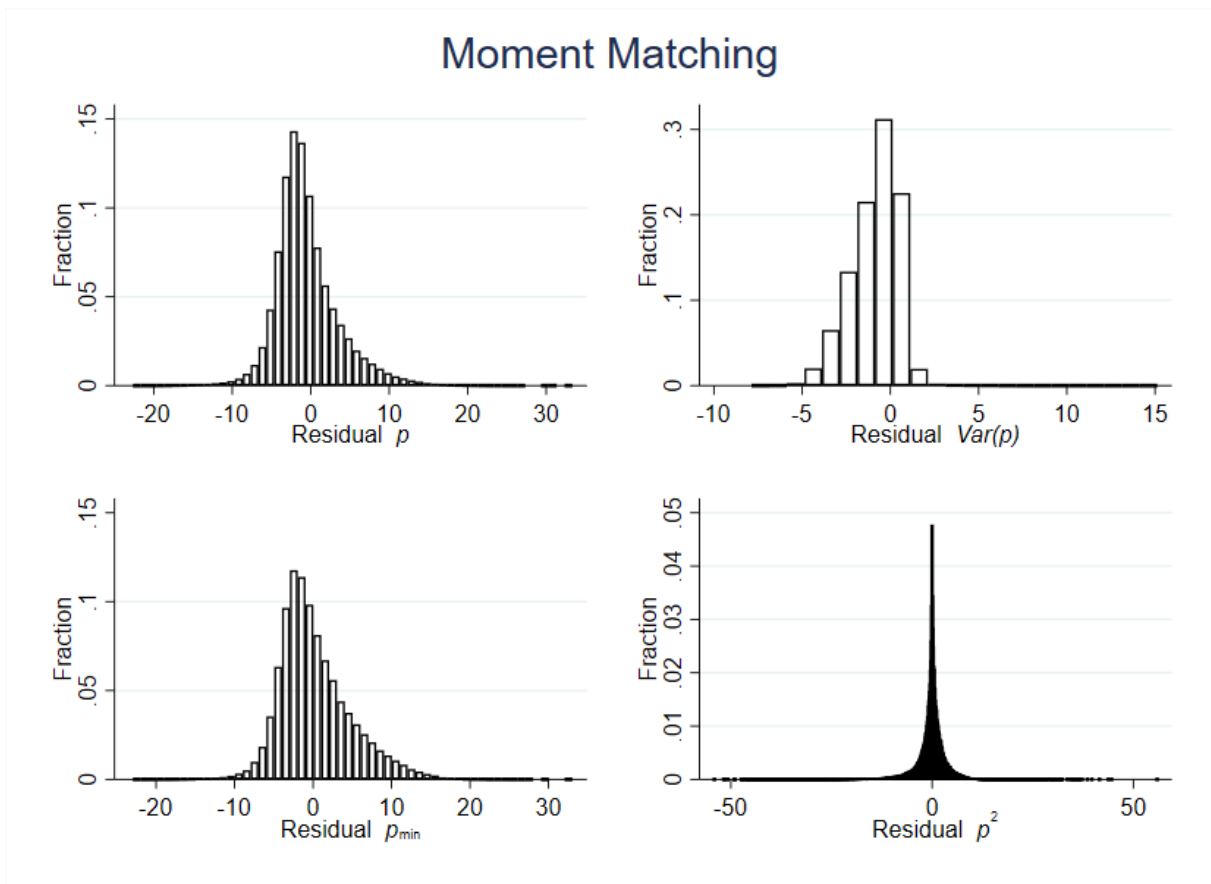 Moment Matching
.15
.1
.05
0
Fraction
-20 -10 0 10 20 30
Residual p
.3
.2
.1
0
Fraction
-10 -5 0 5 10 15
Residual Var(p)
.15
.1
.05
0
Fraction
-20 -10 0 10 20 30
Residual pmin
.05
.04
.03
.02
.01
0
Fraction
-50 0 50
Residual p²